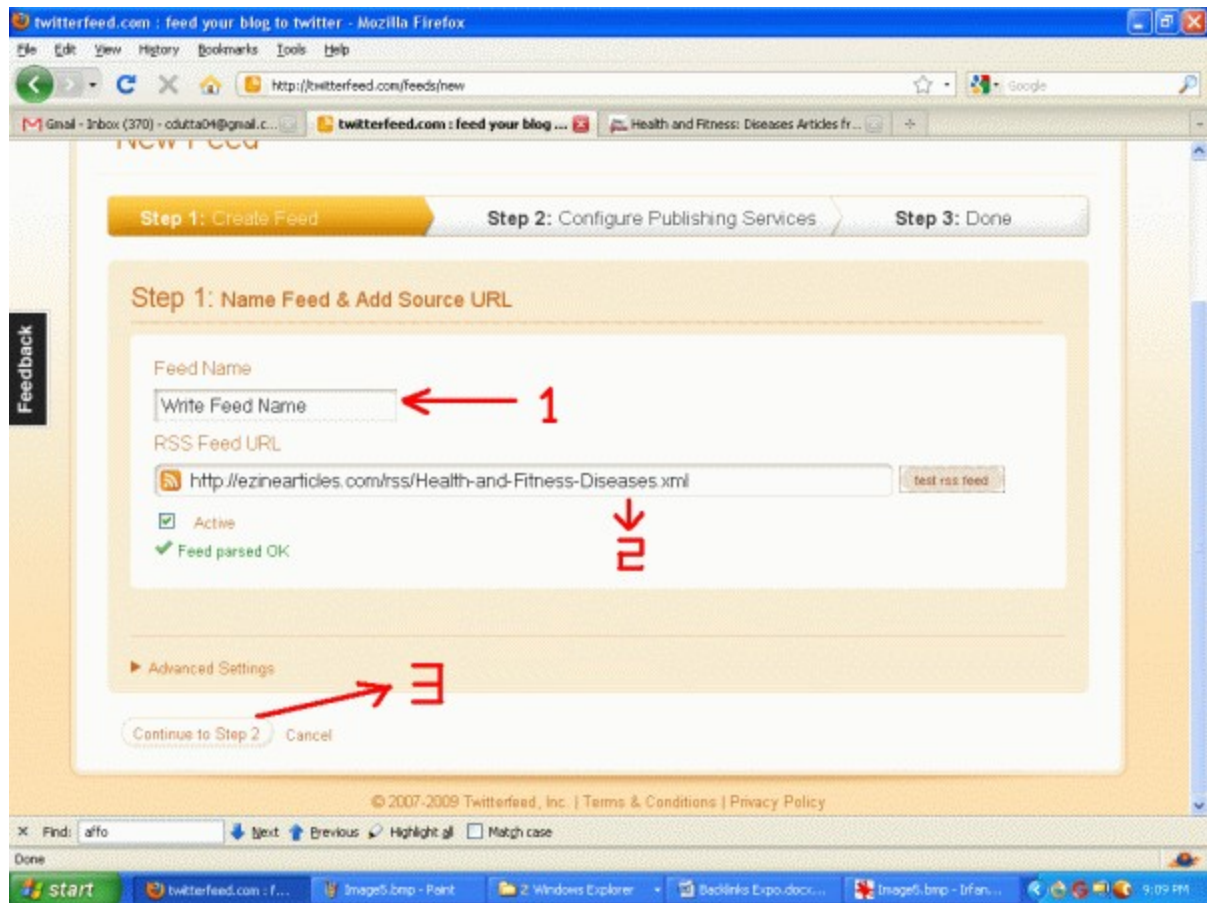 twitterfeed.com : feed your blog to twitter - Mozilla Firefox
File Edit View History Bookmarks Tools Help
http://twitterfeed.com/feeds/new
Google
Gmail - Inbox (370) - cdutta04@gmail.c... twitterfeed.com : feed your blog ... Health and Fitness: Diseases Articles fr...
New Feed
Step 1: Create Feed Step 2: Configure Publishing Services Step 3: Done
Step 1: Name Feed & Add Source URL
Feedback
Feed Name
Write Feed Name 1
RSS Feed URL
http://ezinearticles.com/rss/Health-and-Fitness-Diseases.xml test rss feed
Active
Feed parsed OK
2
Advanced Settings
3
Continue to Step 2 Cancel
© 2007-2009 Twitterfeed, Inc. | Terms & Conditions | Privacy Policy
Find: affo Next Previous Highlight all Match case
Done
start twitterfeed.com : f... Image5.bmp - Paint 2 Windows Explorer Backlinks Expo.docx... Image5.bmp - Irfan... 9:09 PM